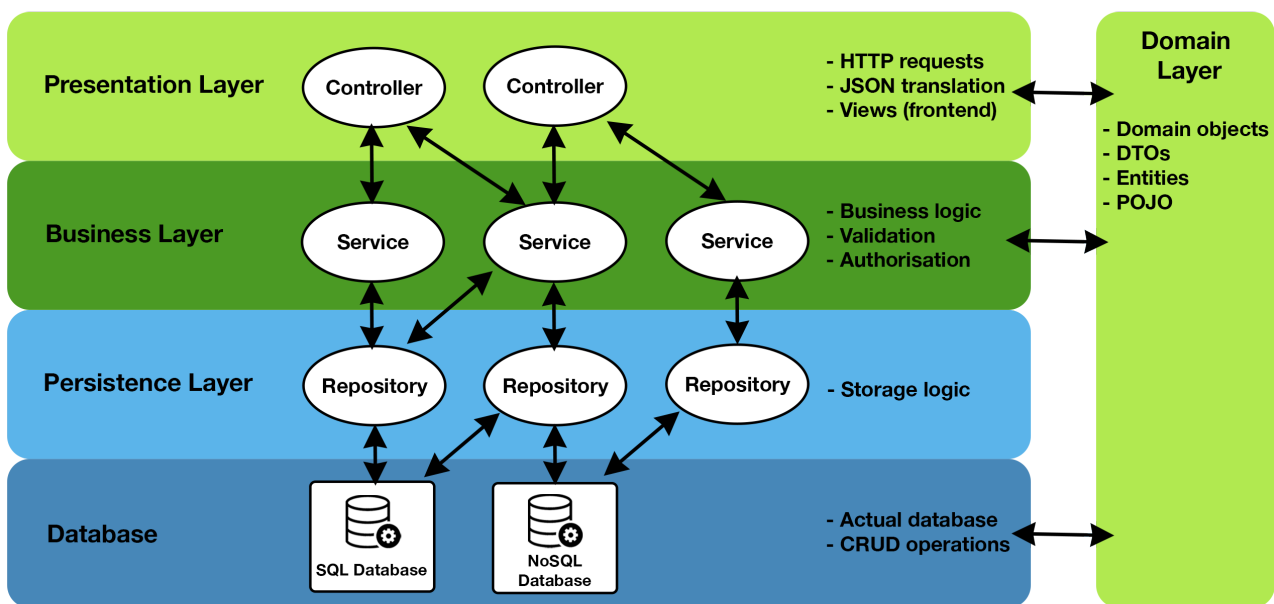 Presentation Layer
Controller
Controller
- HTTP requests
- JSON translation
- Views (frontend)
Business Layer
Service
Service
Service
- Business logic
- Validation
- Authorisation
Persistence Layer
Repository
Repository
Repository
- Storage logic
Database
SQL Database
NoSQL
Database
- Actual database
- CRUD operations
Domain
Layer
- Domain objects
- DTOs
- Entities
- POJO